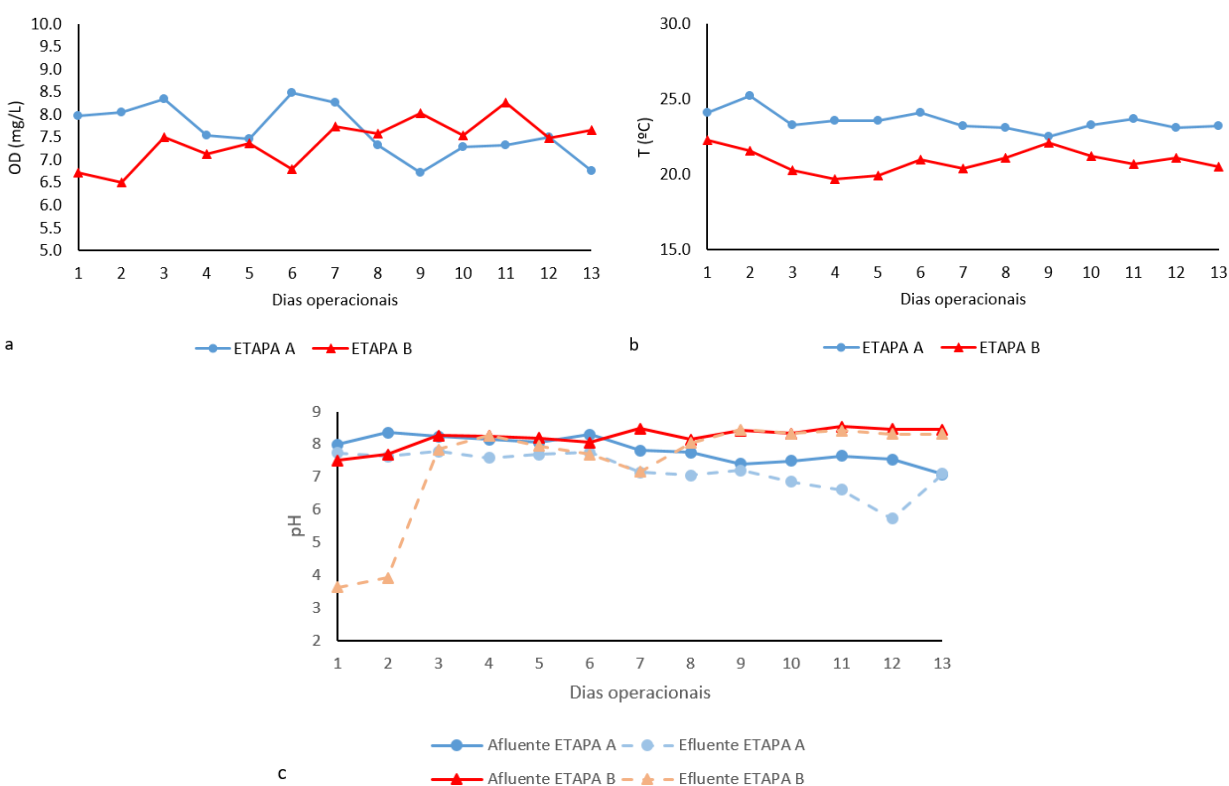 10.0
9.5
9.0
8.5
8.0
7.5
7.0
6.5
6.0
5.5
5.0
OD (mg/L)
1 2 3 4 5 6 7 8 9 10 11 12 13
Dias operacionais
ETAPA A ETAPA B
a
30.0
25.0
20.0
15.0
T (ºC)
1 2 3 4 5 6 7 8 9 10 11 12 13
Dias operacionais
ETAPA A ETAPA B
b
9
8
7
6
5
4
3
2
pH
1 2 3 4 5 6 7 8 9 10 11 12 13
Dias operacionais
Afluente ETAPA A Efluente ETAPA A
Afluente ETAPA B Efluente ETAPA B
c